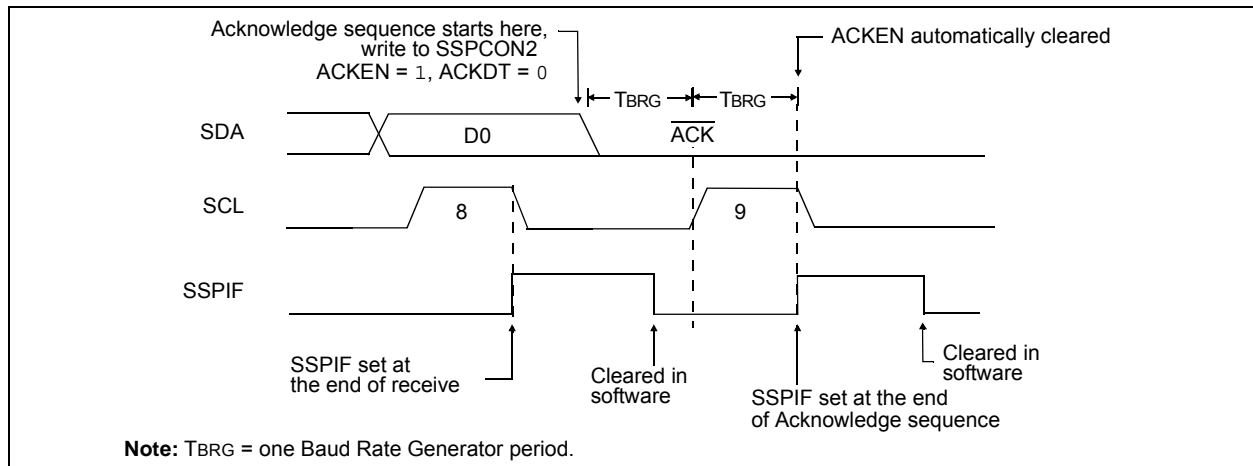 Acknowledge sequence starts here,
write to SSPCON2
ACKEN = 1, ACKDT = 0
ACKEN automatically cleared
TBRG
TBRG
SDA
D0
ACK
SCL
8
9
SSPIF
SSPIF set at
the end of receive
Cleared in
software
SSPIF set at the end
of Acknowledge sequence
Cleared in
software
Note: TBRG = one Baud Rate Generator period.